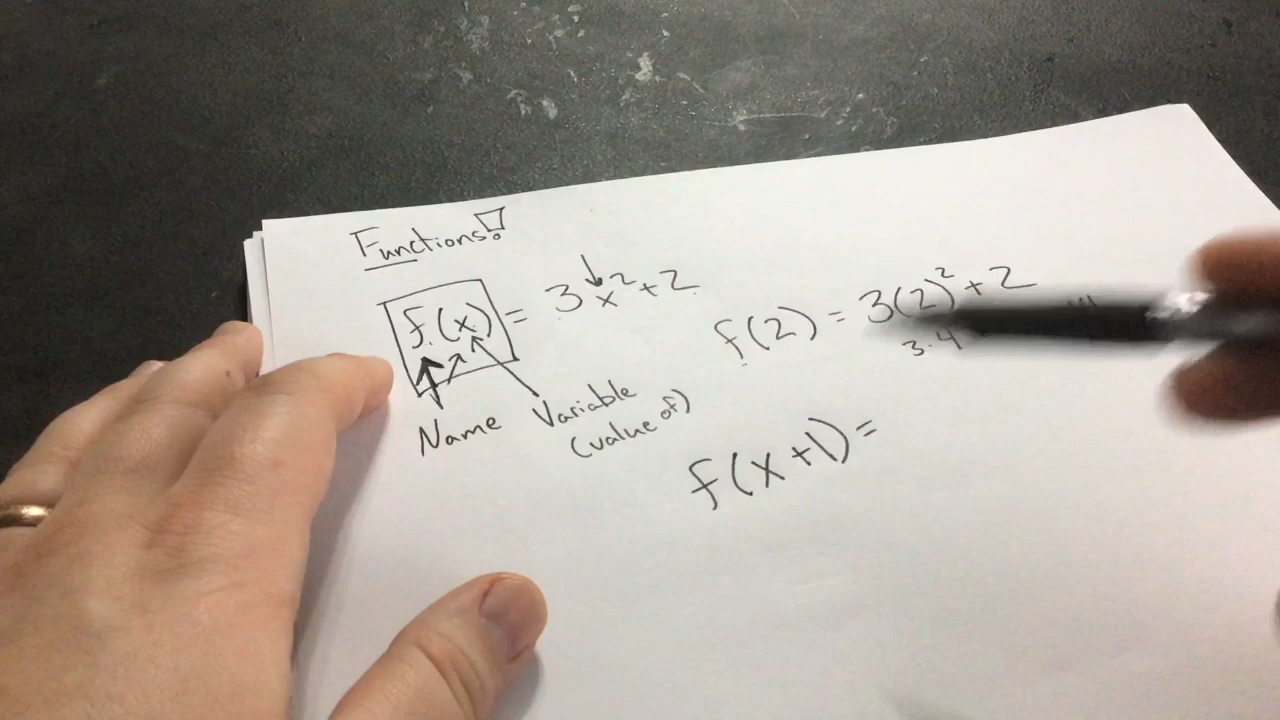 Functions!
f(x) = 3x²+2
f(2) = 3(2)²+2
3·4
Name Variable
(value of)
f(x+1) =